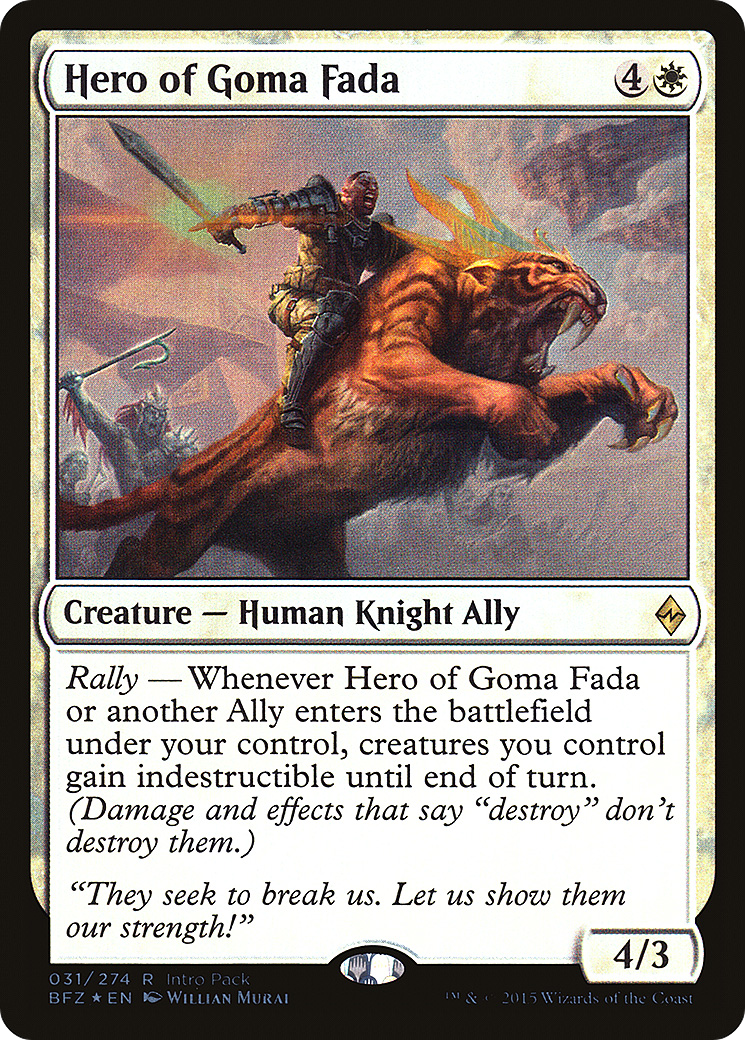 Hero of Goma Fada 4
Creature — Human Knight Ally
Rally — Whenever Hero of Goma Fada
or another Ally enters the battlefield
under your control, creatures you control
gain indestructible until end of turn.
(Damage and effects that say “destroy” don’t
destroy them.)
“They seek to break us. Let us show them
our strength!”
4/3
031/274 R Intro Pack
BFZ ★ EN Willian Murai
™ & © 2015 Wizards of the Coast